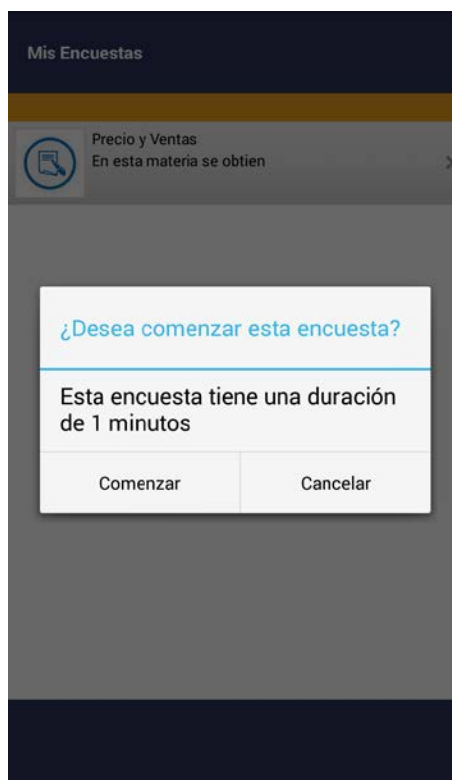 Mis Encuestas
Precio y Ventas
En esta materia se obtien
¿Desea comenzar esta encuesta?
Esta encuesta tiene una duración
de 1 minutos
Comenzar
Cancelar